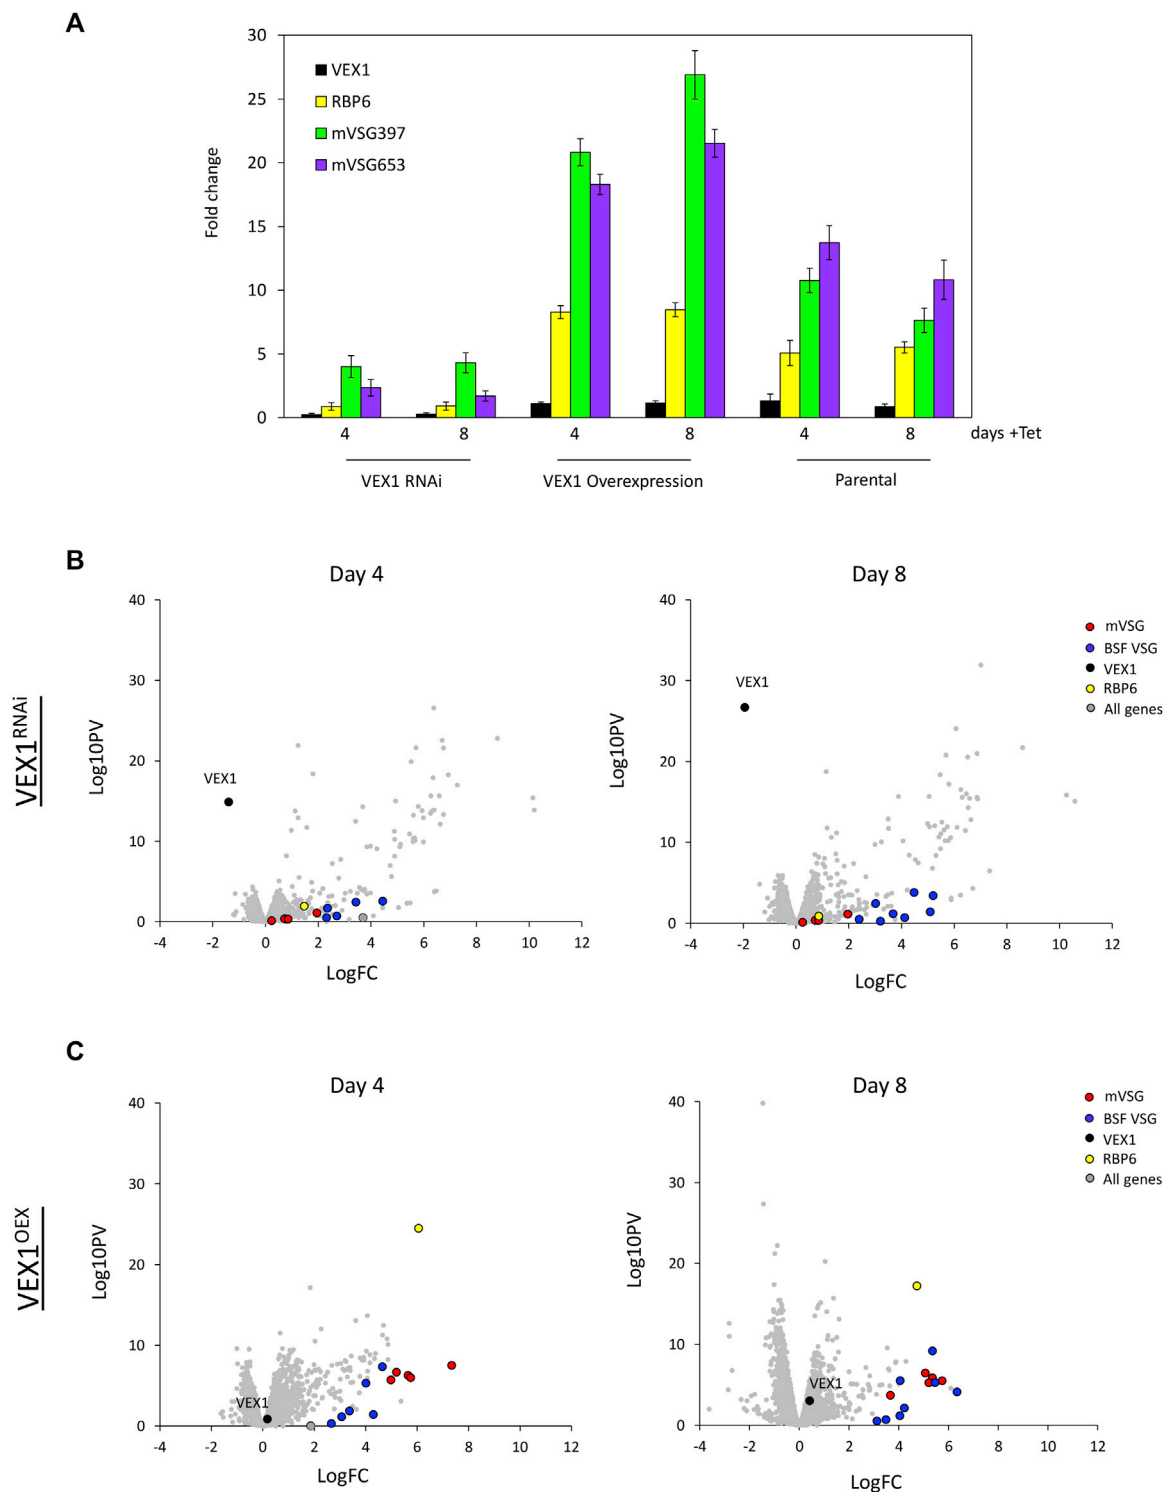 A
30
25
20
15
10
5
0
Fold change
VEX1
RBP6
mVSG397
mVSG653
4 8 4 8 4 8 days +Tet
VEX1 RNAi VEX1 Overexpression Parental
B
VEX1RNAi
Day 4
40
30
20
10
0
Log10PV
VEX1
-4 -2 0 2 4 6 8 10 12
LogFC
Day 8
40
30
20
10
0
Log10PV
VEX1
-4 -2 0 2 4 6 8 10 12
LogFC
mVSG
BSF VSG
VEX1
RBP6
All genes
C
VEX1OEX
Day 4
40
30
20
10
0
Log10PV
VEX1
-4 -2 0 2 4 6 8 10 12
LogFC
Day 8
40
30
20
10
0
Log10PV
VEX1
-4 -2 0 2 4 6 8 10 12
LogFC
mVSG
BSF VSG
VEX1
RBP6
All genes